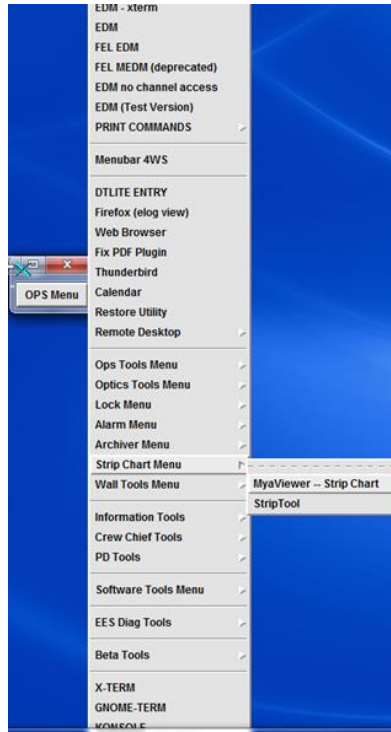 EDM - xterm
EDM
FEL EDM
FEL MEDM (deprecated)
EDM no channel access
EDM (Test Version)
PRINT COMMANDS
Menubar 4WS
DTLITE ENTRY
Firefox (elog view)
Web Browser
Fix PDF Plugin
Thunderbird
OPS Menu
Calendar
Restore Utility
Remote Desktop
Ops Tools Menu
Optics Tools Menu
Lock Menu
Alarm Menu
Archiver Menu
Strip Chart Menu
Wall Tools Menu
MyaViewer -- Strip Chart
StripTool
Information Tools
Crew Chief Tools
PD Tools
Software Tools Menu
EES Diag Tools
Beta Tools
X-TERM
GNOME-TERM
KONSOLE